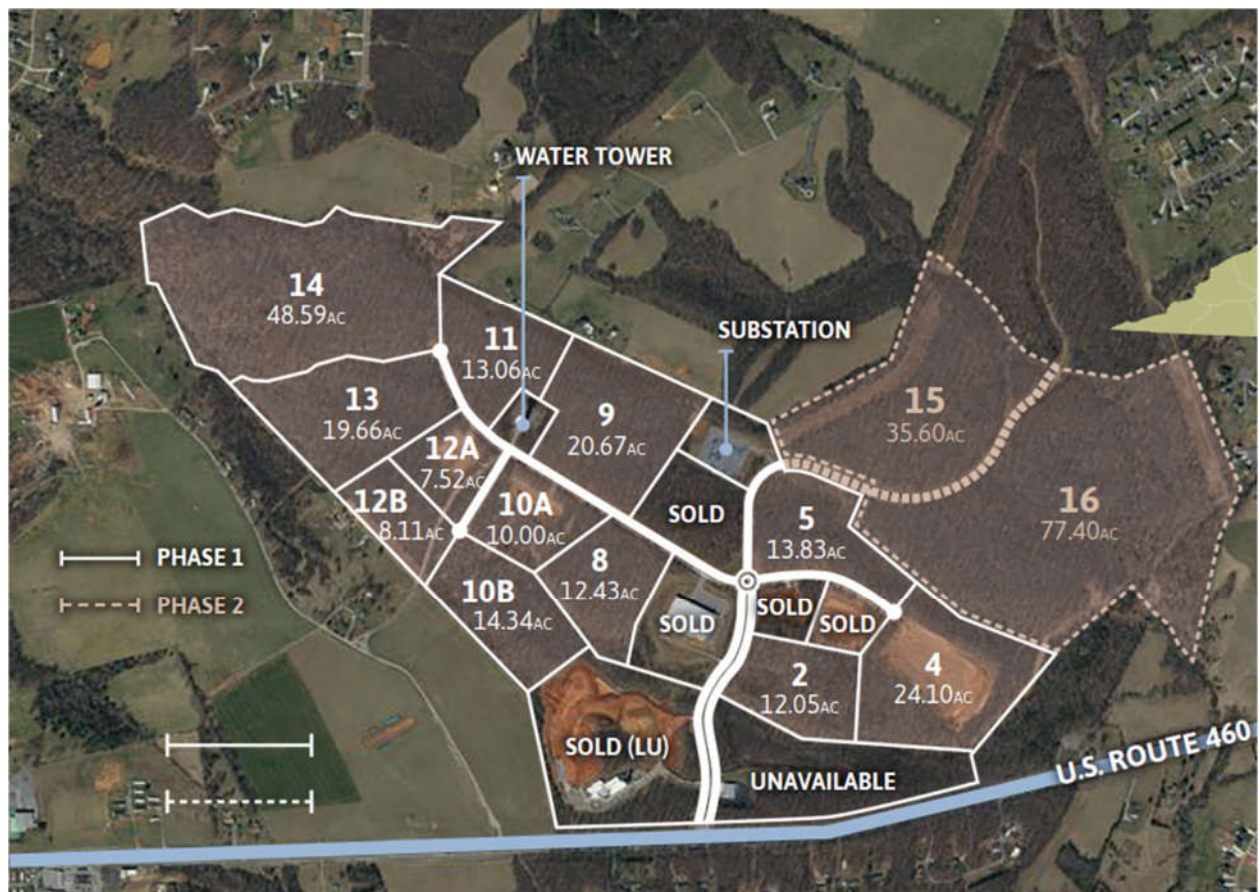 WATER TOWER
14
48.59AC
11
13.06AC
SUBSTATION
13
19.66AC
9
20.67AC
15
35.60AC
12A
7.52AC
12B
8.11AC
10A
10.00AC
SOLD
5
13.83AC
16
77.40AC
PHASE 1
PHASE 2
8
12.43AC
10B
14.34AC
SOLD
SOLD
SOLD
2
12.05AC
4
24.10AC
SOLD (LU)
UNAVAILABLE
U.S. ROUTE 460